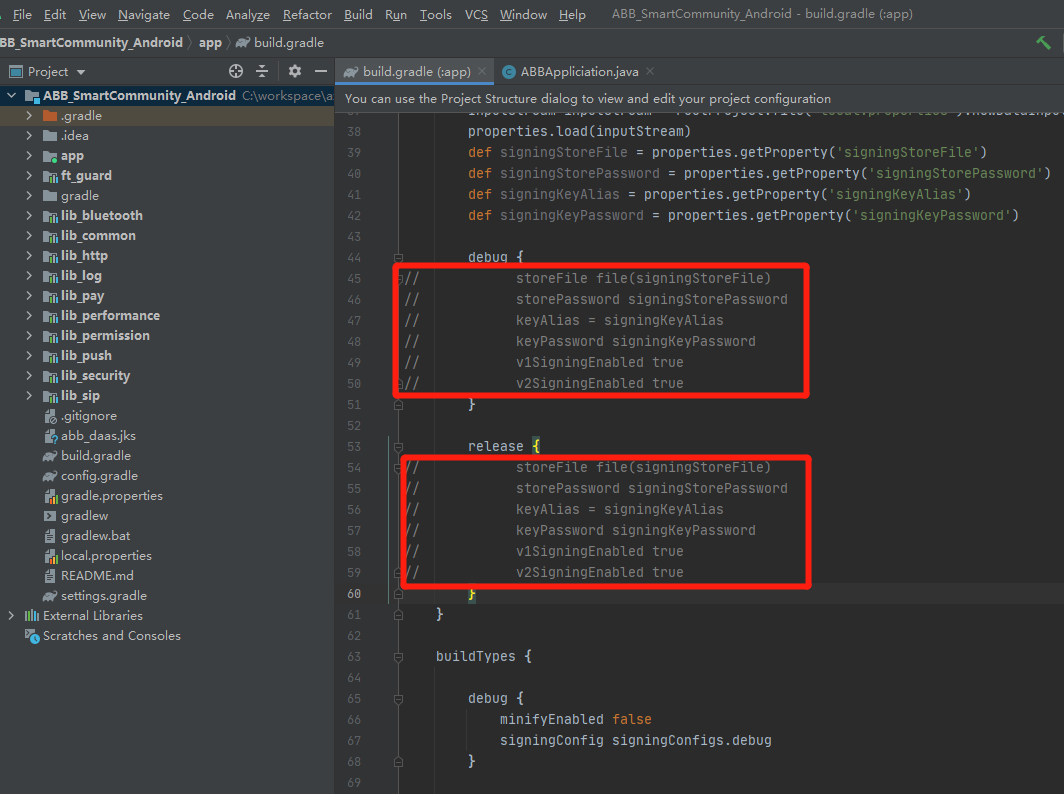 File Edit View Navigate Code Analyze Refactor Build Run Tools VCS Window Help ABB_SmartCommunity_Android - build.gradle (:app)
BB_SmartCommunity_Android app build.gradle
Project
build.gradle (:app)
ABBAppliciation.java
ABB_SmartCommunity_Android C:\workspace\a
.gradle
.idea
app
ft_guard
gradle
lib_bluetooth
lib_common
lib_http
lib_log
lib_pay
lib_performance
lib_permission
lib_push
lib_security
lib_sip
.gitignore
abb_daas.jks
build.gradle
config.gradle
gradle.properties
gradlew
gradlew.bat
local.properties
README.md
settings.gradle
External Libraries
Scratches and Consoles
You can use the Project Structure dialog to view and edit your project configuration
38 properties.load(inputStream)
39 def signingStoreFile = properties.getProperty('signingStoreFile')
40 def signingStorePassword = properties.getProperty('signingStorePassword')
41 def signingKeyAlias = properties.getProperty('signingKeyAlias')
42 def signingKeyPassword = properties.getProperty('signingKeyPassword')
43
44 debug {
45 // storeFile file(signingStoreFile)
46 // storePassword signingStorePassword
47 // keyAlias = signingKeyAlias
48 // keyPassword signingKeyPassword
49 // v1SigningEnabled true
50 // v2SigningEnabled true
51 }
52
53 release {
54 // storeFile file(signingStoreFile)
55 // storePassword signingStorePassword
56 // keyAlias = signingKeyAlias
57 // keyPassword signingKeyPassword
58 // v1SigningEnabled true
59 // v2SigningEnabled true
60 }
61 }
62
63 buildTypes {
64
65 debug {
66 minifyEnabled false
67 signingConfig signingConfigs.debug
68 }
69